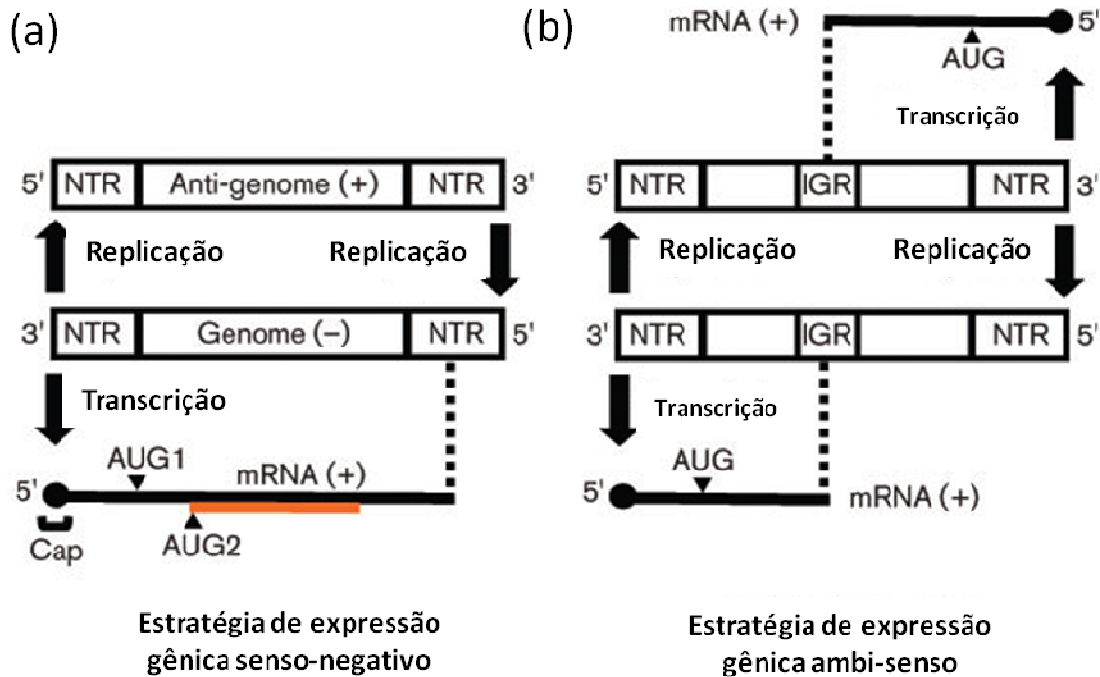 (a)
5' NTR Anti-genome (+) NTR 3'
Replicação Replicação
3' NTR Genome (–) NTR 5'
Transcrição
AUG1 mRNA (+)
5'
Cap AUG2
Estratégia de expressão
gênica senso-negativo
(b)
mRNA (+) 5'
AUG
Transcrição
5' NTR IGR NTR 3'
Replicação Replicação
3' NTR IGR NTR 5'
Transcrição
AUG
5' mRNA (+)
Estratégia de expressão
gênica ambi-senso